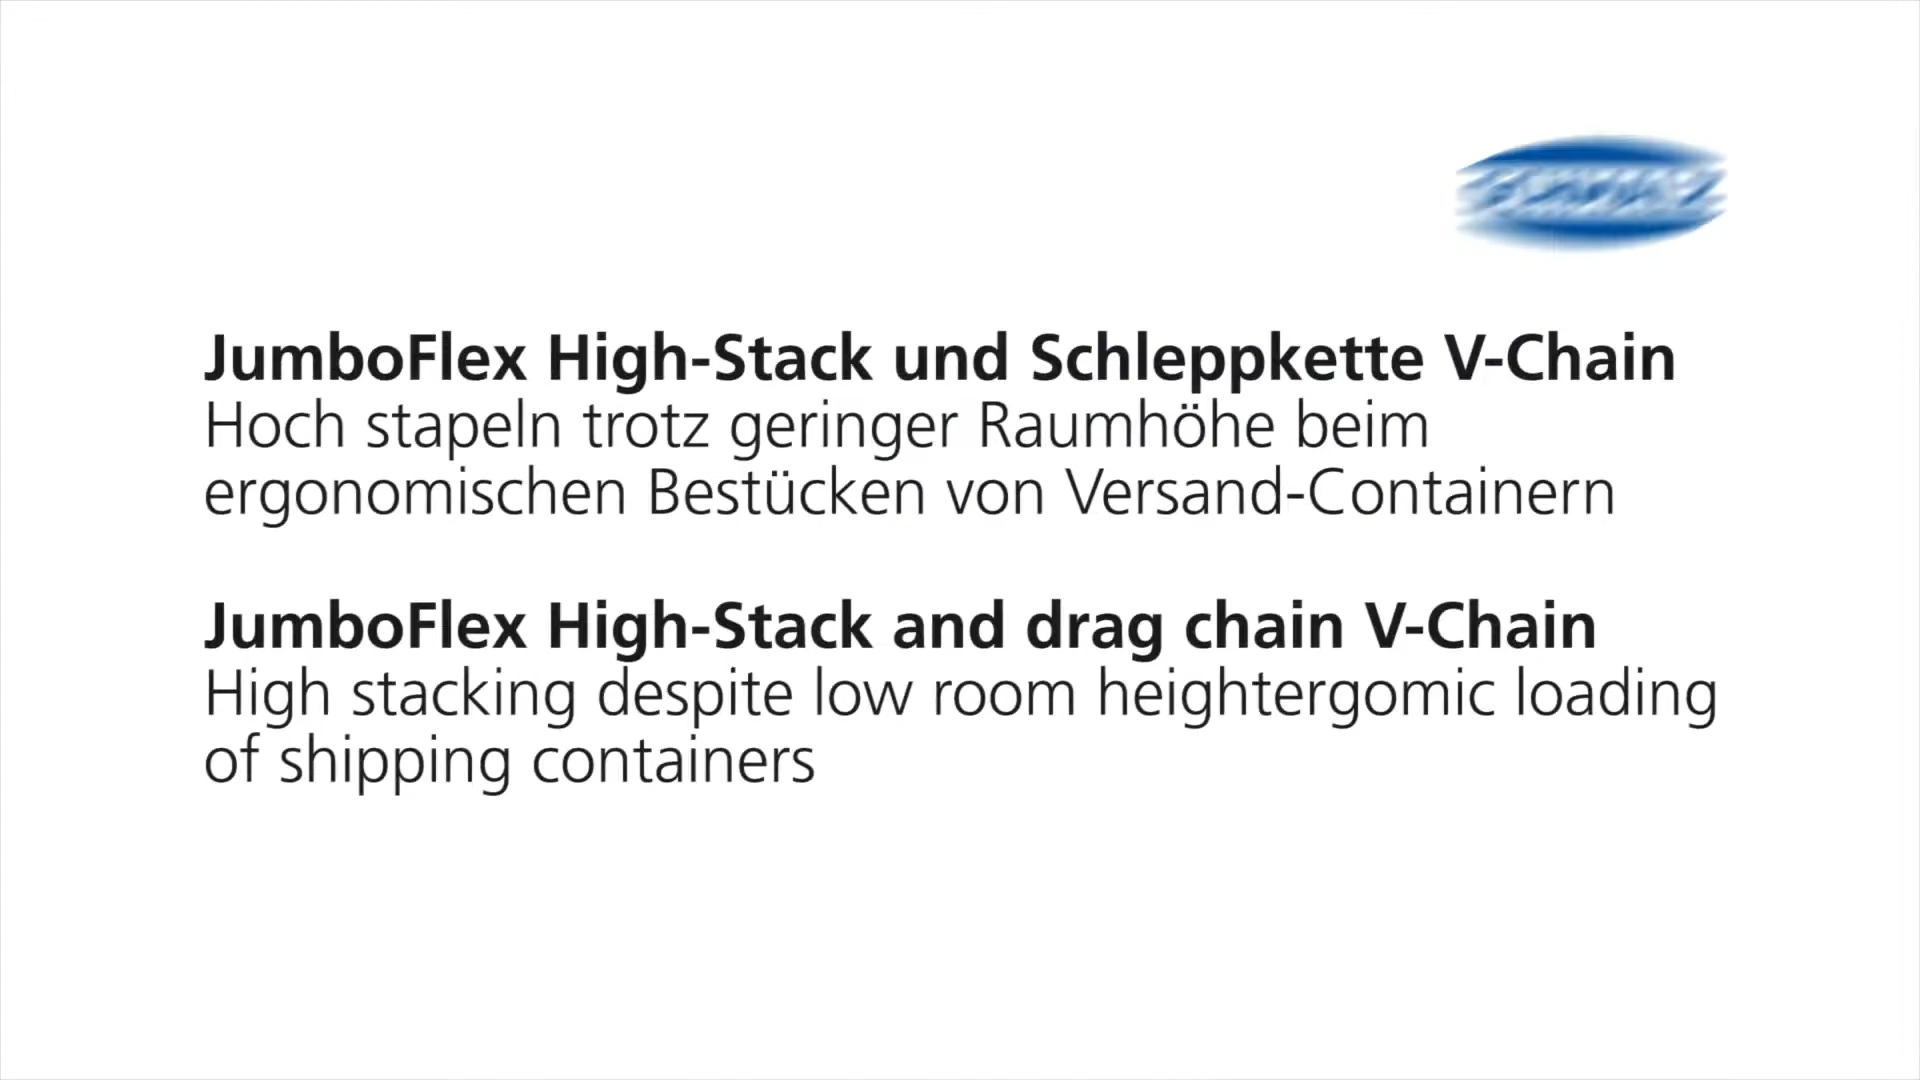 JumboFlex High-Stack und Schleppkette V-Chain
Hoch stapeln trotz geringer Raumhöhe beim
ergonomischen Bestücken von Versand-Containern
JumboFlex High-Stack and drag chain V-Chain
High stacking despite low room heightergomic loading
of shipping containers